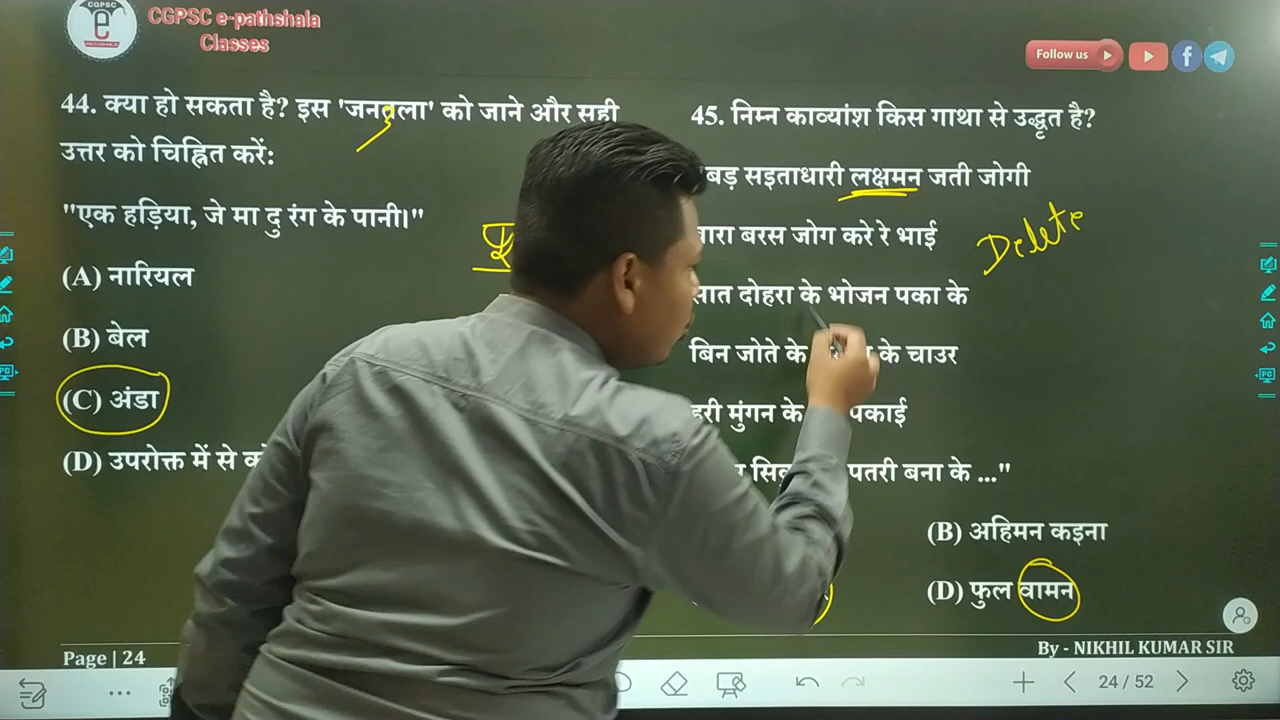 CGPSC
e
CGPSC e-pathshala
Classes
Follow us
44. क्या हो सकता है? इस 'जनऊला' को जाने और सही
उत्तर को चिह्नित करें:
"एक हड़िया, जे मा दु रंग के पानी।"
(A) नारियल
(B) बेल
(C) अंडा
(D) उपरोक्त में से
45. निम्न काव्यांश किस गाथा से उद्धृत है?
बड़ सइताधारी लक्षमन जती जोगी
बरस जोग करे रे भाई
Delete
सात दोहरा के भोजन पका के
बिन जोते के के चाउर
मुंगन के पकाई
पतरी बना के ..."
(B) अहिमन कइना
(D) फुल वामन
Page | 24
By - NIKHIL KUMAR SIR
24 / 52